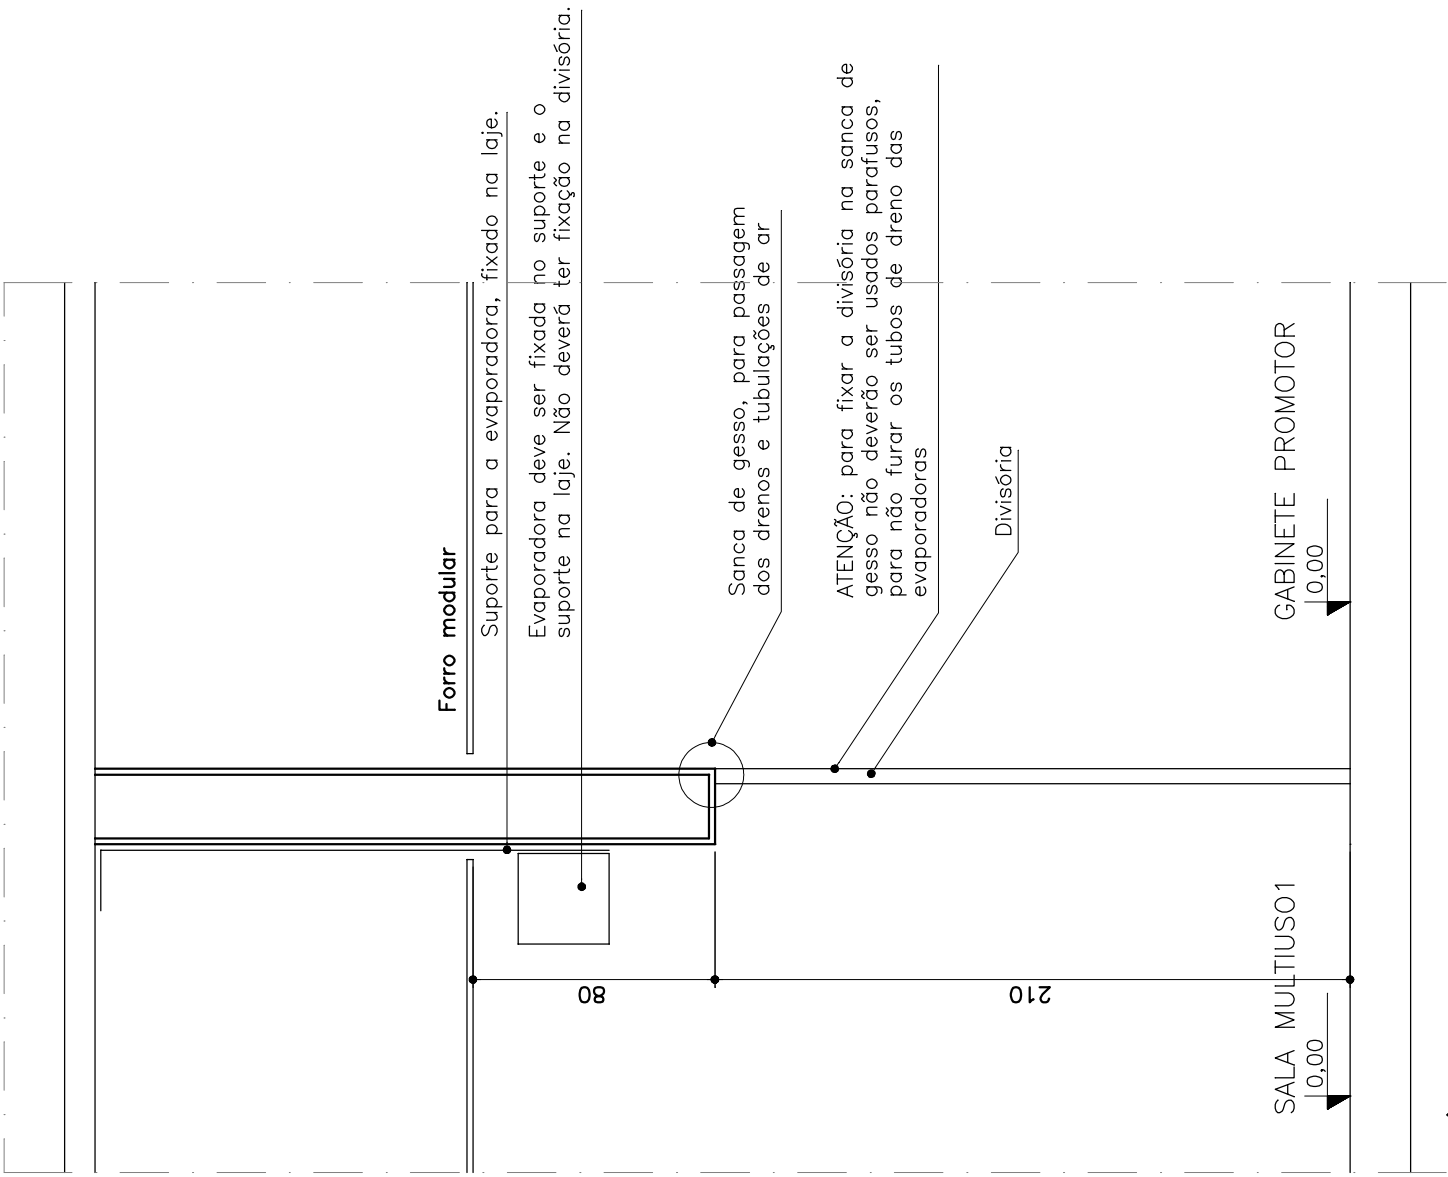 Forro modular
Suporte para a evaporadora, fixado na laje.
Evaporadora deve ser fixada no suporte e o
suporte na laje. Não deverá ter fixação na divisória.
Sanca de gesso, para passagem
dos drenos e tubulações de ar
ATENÇÃO: para fixar a divisória na sanca de
gesso não deverão ser usados parafusos,
para não furar os tubos de dreno das
evaporadoras
Divisória
GABINETE PROMOTOR
0,00
80
210
SALA MULTIUSO1
0,00